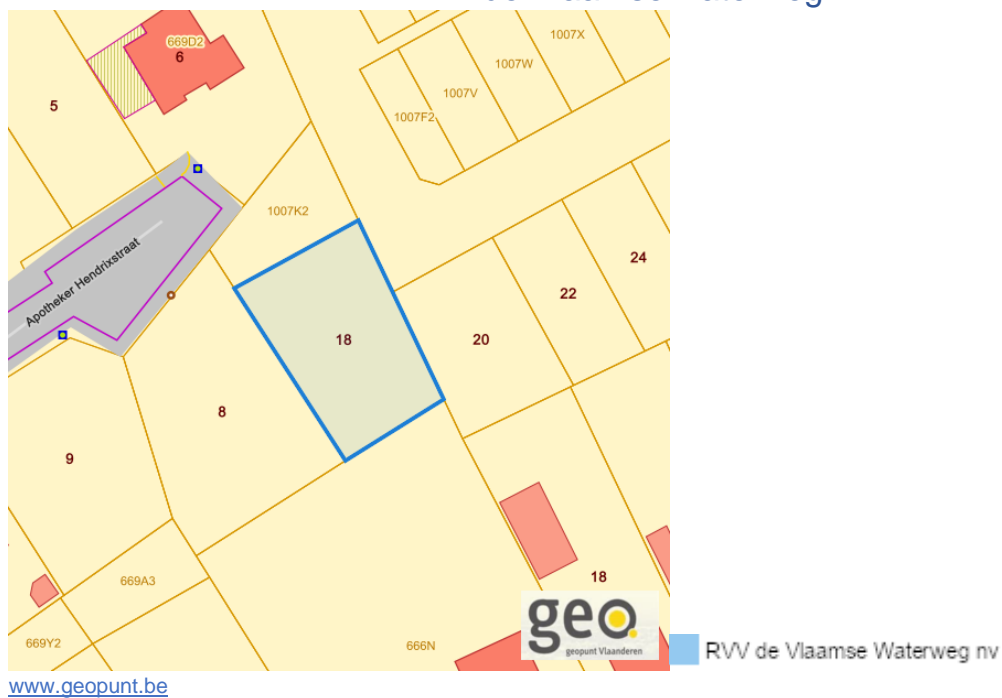 669D2
6
1007X
1007W
1007V
1007F2
5
1007K2
Apotheker Hendrixstraat
24
22
18
20
8
9
669A3
18
669Y2
666N
geo.
geopunt Vlaanderen
RVV de Vlaamse Waterweg nv
www.geopunt.be